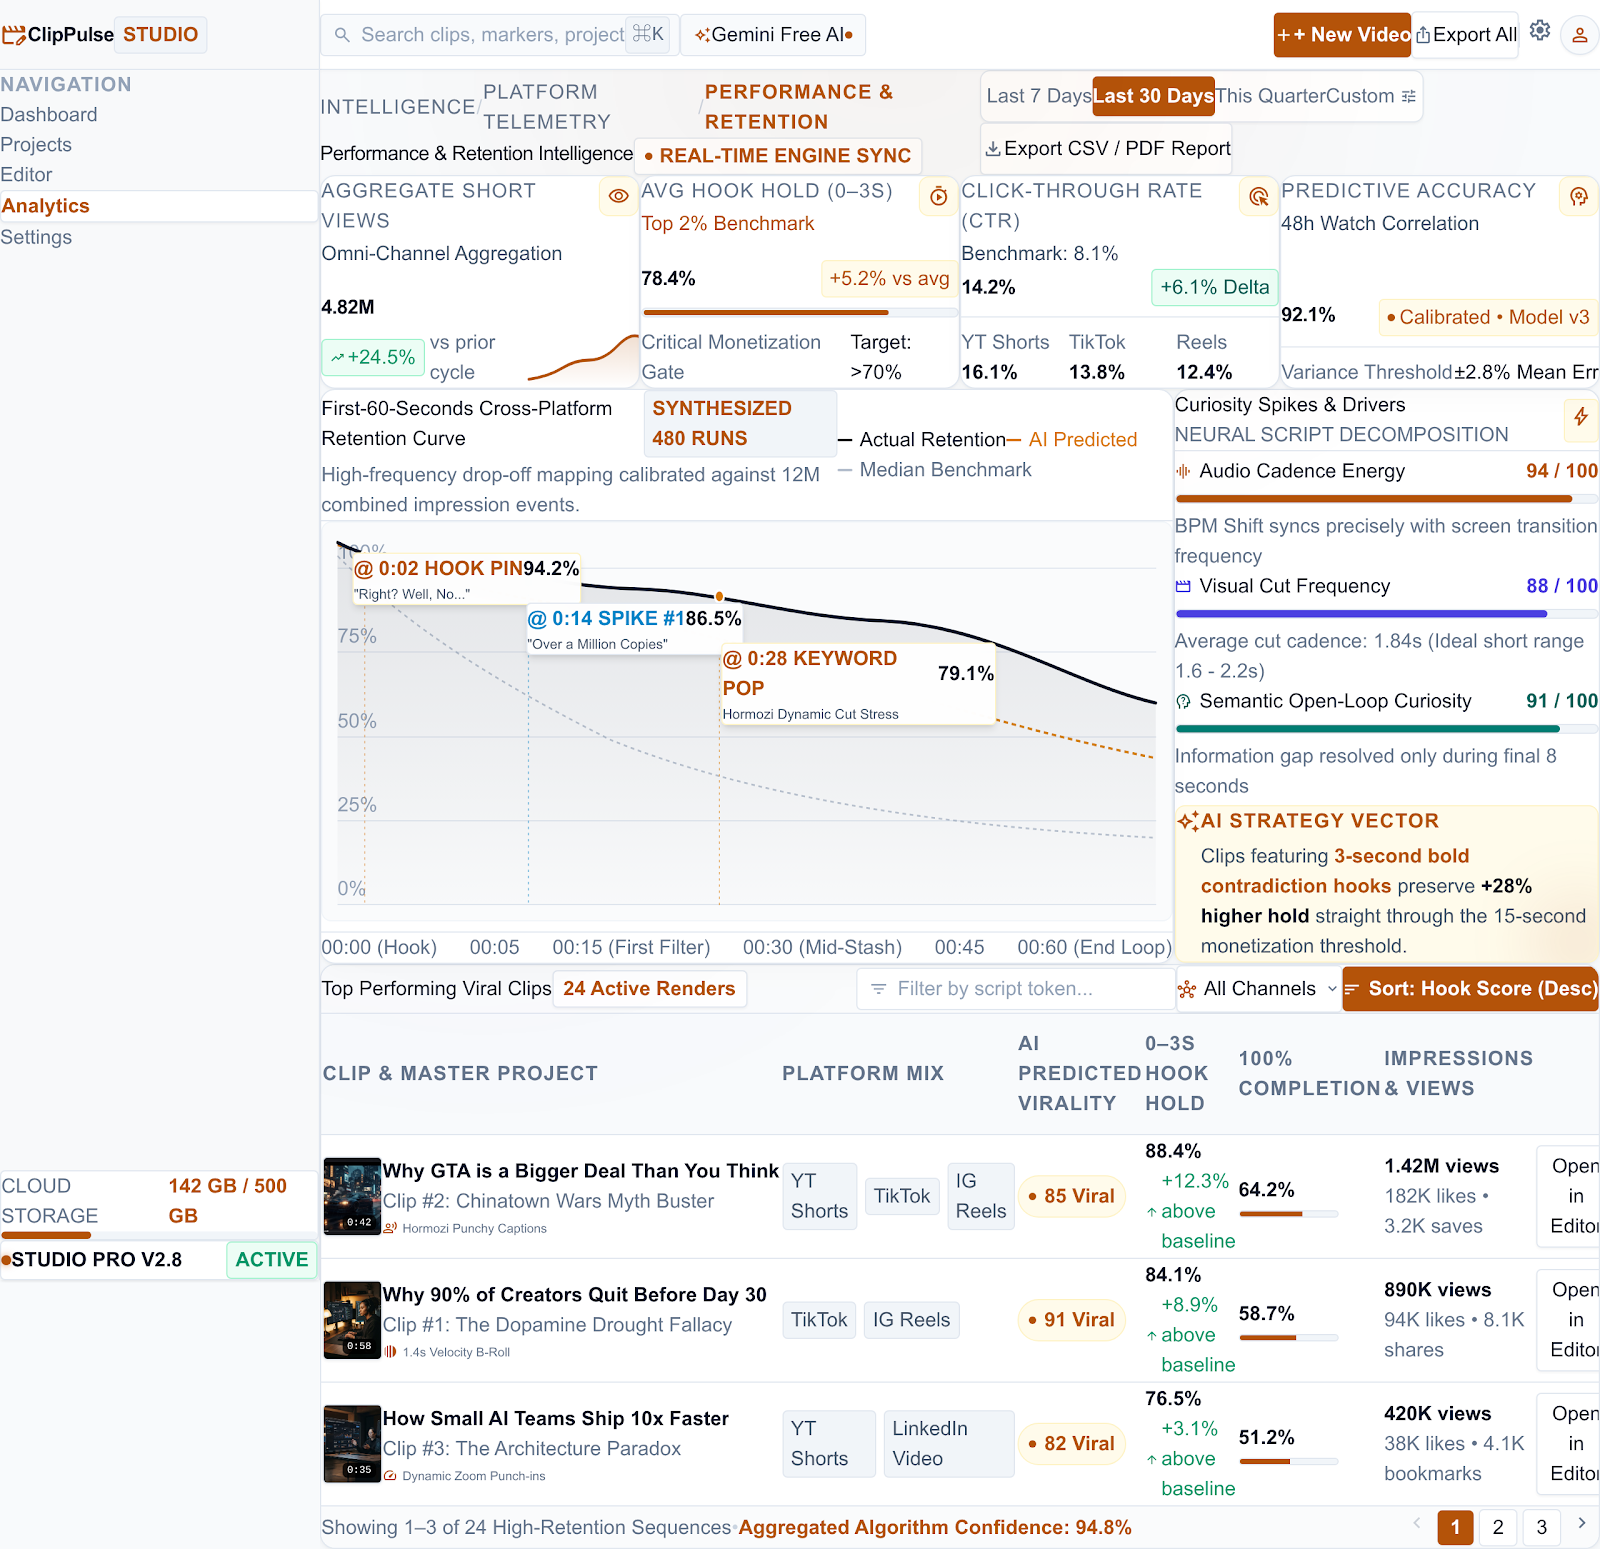 ClipPulse STUDIO
Search clips, markers, project ⌘K
Gemini Free AI
+ + New Video
Export All
NAVIGATION
Dashboard
Projects
Editor
Analytics
Settings
CLOUD STORAGE
142 GB / 500 GB
STUDIO PRO V2.8
ACTIVE
INTELLIGENCE / PLATFORM TELEMETRY / PERFORMANCE & RETENTION
Performance & Retention Intelligence
• REAL-TIME ENGINE SYNC
Last 7 Days
Last 30 Days
This Quarter
Custom
Export CSV / PDF Report
AGGREGATE SHORT VIEWS
Omni-Channel Aggregation
4.82M
+24.5%
vs prior cycle
AVG HOOK HOLD (0–3S)
Top 2% Benchmark
78.4%
+5.2% vs avg
Critical Monetization Gate
Target: >70%
CLICK-THROUGH RATE (CTR)
Benchmark: 8.1%
14.2%
+6.1% Delta
YT Shorts
16.1%
TikTok
13.8%
Reels
12.4%
PREDICTIVE ACCURACY
48h Watch Correlation
92.1%
• Calibrated • Model v3
Variance Threshold
±2.8% Mean Err
First-60-Seconds Cross-Platform Retention Curve
SYNTHESIZED 480 RUNS
High-frequency drop-off mapping calibrated against 12M combined impression events.
Actual Retention
AI Predicted
Median Benchmark
100%
75%
50%
25%
0%
@ 0:02 HOOK PIN 94.2%
"Right? Well, No..."
@ 0:14 SPIKE #1 86.5%
"Over a Million Copies"
@ 0:28 KEYWORD POP 79.1%
Hormozi Dynamic Cut Stress
00:00 (Hook)
00:05
00:15 (First Filter)
00:30 (Mid-Stash)
00:45
00:60 (End Loop)
Curiosity Spikes & Drivers
NEURAL SCRIPT DECOMPOSITION
Audio Cadence Energy 94 / 100
BPM Shift syncs precisely with screen transition frequency
Visual Cut Frequency 88 / 100
Average cut cadence: 1.84s (Ideal short range 1.6 - 2.2s)
Semantic Open-Loop Curiosity 91 / 100
Information gap resolved only during final 8 seconds
AI STRATEGY VECTOR
Clips featuring 3-second bold contradiction hooks preserve +28% higher hold straight through the 15-second monetization threshold.
Top Performing Viral Clips
24 Active Renders
Filter by script token...
All Channels
Sort: Hook Score (Desc)
CLIP & MASTER PROJECT
PLATFORM MIX
AI PREDICTED VIRALITY
0–3S HOOK HOLD
100% COMPLETION
IMPRESSIONS & VIEWS
0:42
Why GTA is a Bigger Deal Than You Think
Clip #2: Chinatown Wars Myth Buster
Hormozi Punchy Captions
YT Shorts
TikTok
IG Reels
• 85 Viral
88.4%
+12.3% above baseline
64.2%
1.42M views
182K likes • 3.2K saves
Open in Editor
0:58
Why 90% of Creators Quit Before Day 30
Clip #1: The Dopamine Drought Fallacy
1.4s Velocity B-Roll
TikTok
IG Reels
• 91 Viral
84.1%
+8.9% above baseline
58.7%
890K views
94K likes • 8.1K shares
Open in Editor
0:35
How Small AI Teams Ship 10x Faster
Clip #3: The Architecture Paradox
Dynamic Zoom Punch-ins
YT Shorts
LinkedIn Video
• 82 Viral
76.5%
+3.1% above baseline
51.2%
420K views
38K likes • 4.1K bookmarks
Open in Editor
Showing 1–3 of 24 High-Retention Sequences
Aggregated Algorithm Confidence: 94.8%
1 2 3